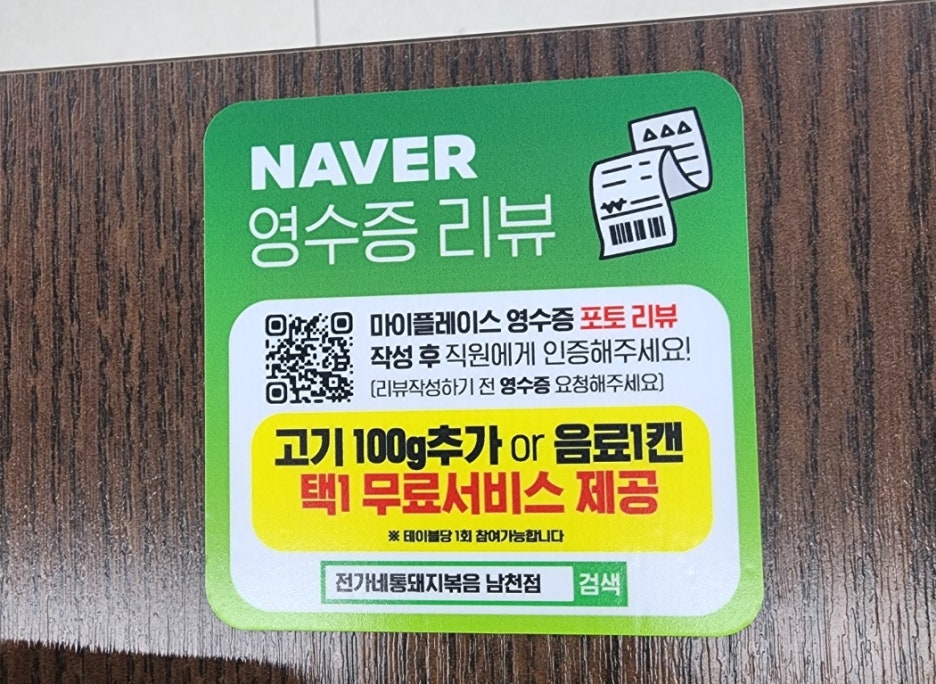 NAVER
영수증 리뷰
마이플레이스 영수증 포토 리뷰
작성 후 직원에게 인증해주세요!
(리뷰작성하기 전 영수증 요청해주세요)
고기 100g추가 or 음료1캔
택1 무료서비스 제공
※ 테이블당 1회 참여가능합니다
전가네통돼지볶음 남천점 검색